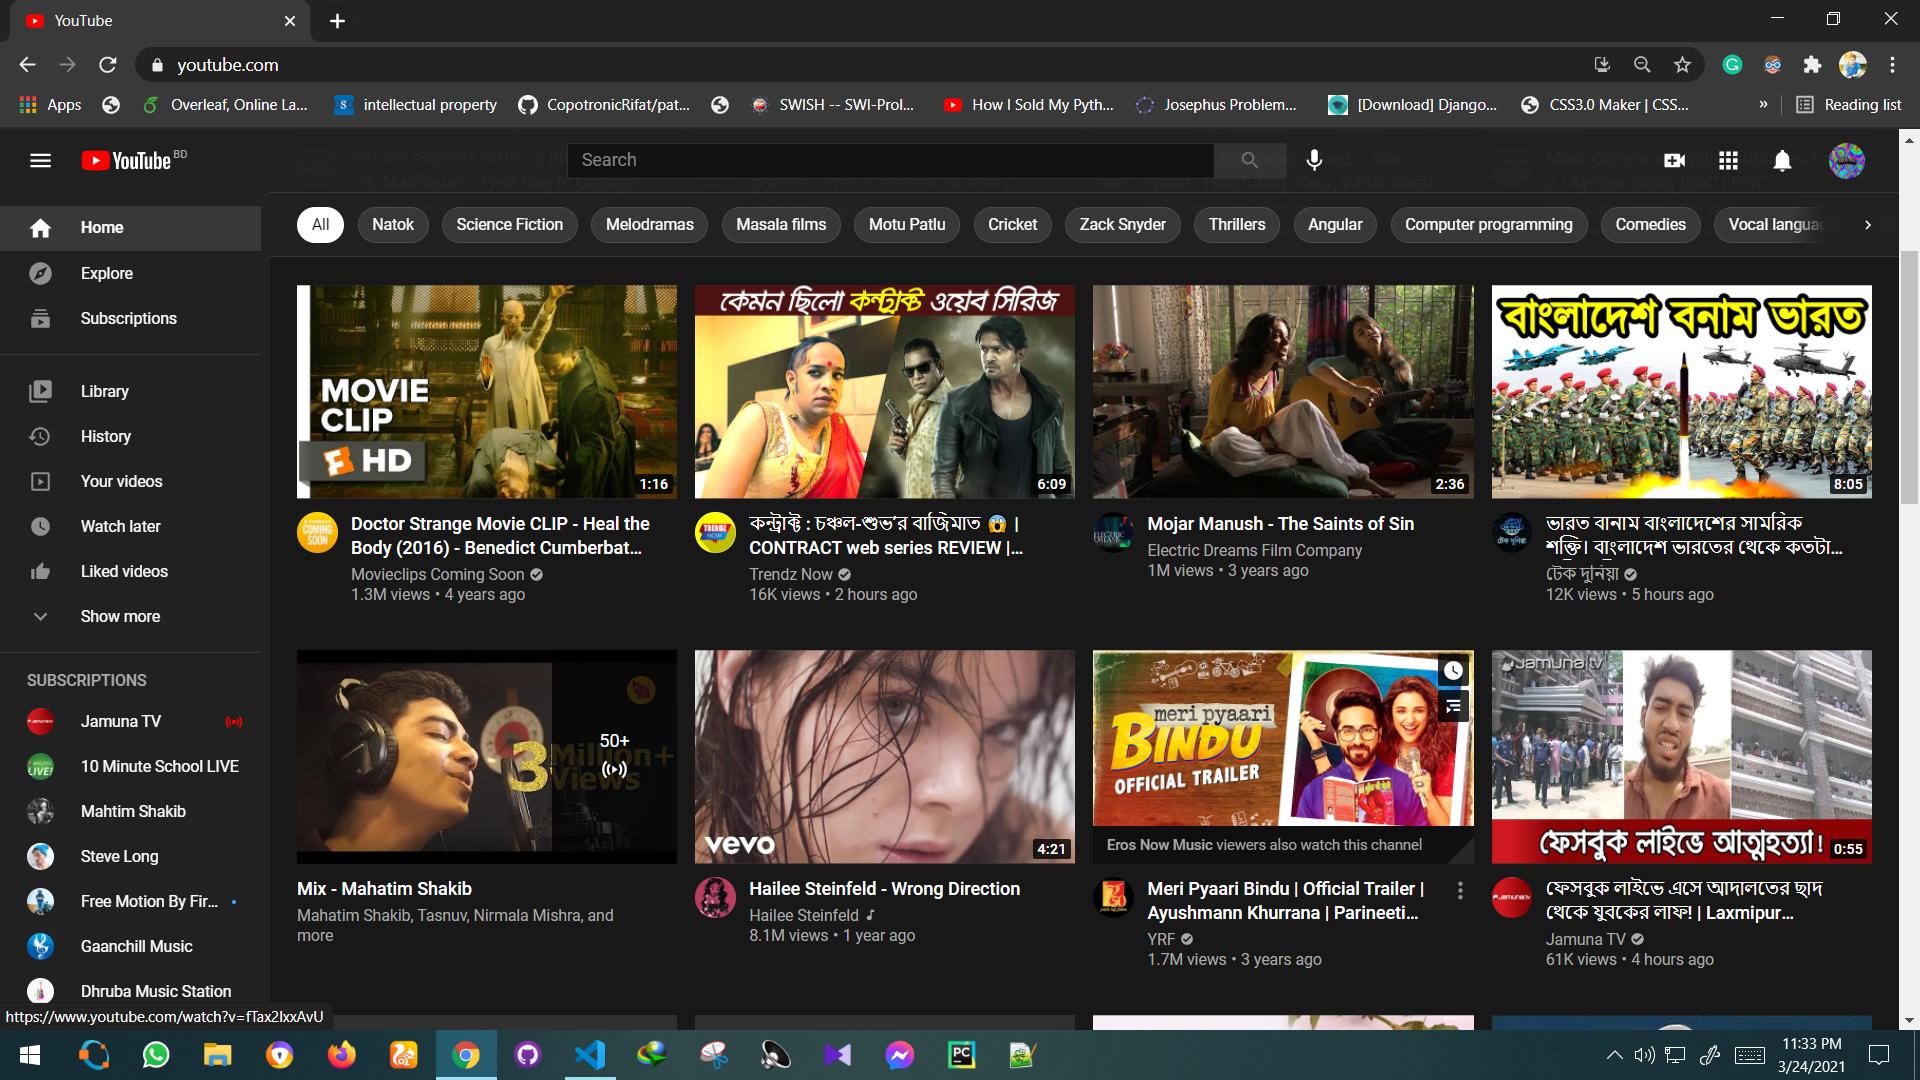 YouTube
youtube.com
Apps
Overleaf, Online La...
intellectual property
CopotronicRifat/pat...
SWISH -- SWI-Prol...
How I Sold My Pyth...
Josephus Problem...
[Download] Django...
CSS3.0 Maker | CSS...
»
Reading list
YouTube BD
Search
Home
Explore
Subscriptions
Library
History
Your videos
Watch later
Liked videos
Show more
SUBSCRIPTIONS
Jamuna TV
10 Minute School LIVE
Mahtim Shakib
Steve Long
Free Motion By Fir...
Gaanchill Music
Dhruba Music Station
https://www.youtube.com/watch?v=fTax2IxxAvU
All
Natok
Science Fiction
Melodramas
Masala films
Motu Patlu
Cricket
Zack Snyder
Thrillers
Angular
Computer programming
Comedies
Vocal langua
MOVIE
CLIP
HD
1:16
Doctor Strange Movie CLIP - Heal the
Body (2016) - Benedict Cumberbat...
Movieclips Coming Soon
1.3M views • 4 years ago
কেমন ছিলো কন্ট্রাক্ট ওয়েব সিরিজ
6:09
কন্ট্রাক্ট : চঞ্চল-শুভ'র বাজিমাত 😱 |
CONTRACT web series REVIEW |...
Trendz Now
16K views • 2 hours ago
2:36
Mojar Manush - The Saints of Sin
Electric Dreams Film Company
1M views • 3 years ago
বাংলাদেশ বনাম ভারত
8:05
ভারত বানাম বাংলাদেশের সামরিক
শক্তি। বাংলাদেশ ভারতের থেকে কতটা...
টেক দুনিয়া
12K views • 5 hours ago
3 Million+
Views
50+
Mix - Mahatim Shakib
Mahatim Shakib, Tasnuv, Nirmala Mishra, and
more
vevo
4:21
Hailee Steinfeld - Wrong Direction
Hailee Steinfeld
8.1M views • 1 year ago
meri pyaari
BINDU
OFFICIAL TRAILER
Eros Now Music viewers also watch this channel
Meri Pyaari Bindu | Official Trailer |
Ayushmann Khurrana | Parineeti...
YRF
1.7M views • 3 years ago
Jamuna tv
ফেসবুক লাইভে আত্মহত্যা!
0:55
ফেসবুক লাইভে এসে আদালতের ছাদ
থেকে যুবকের লাফ! | Laxmipur...
Jamuna TV
61K views • 4 hours ago
11:33 PM
3/24/2021